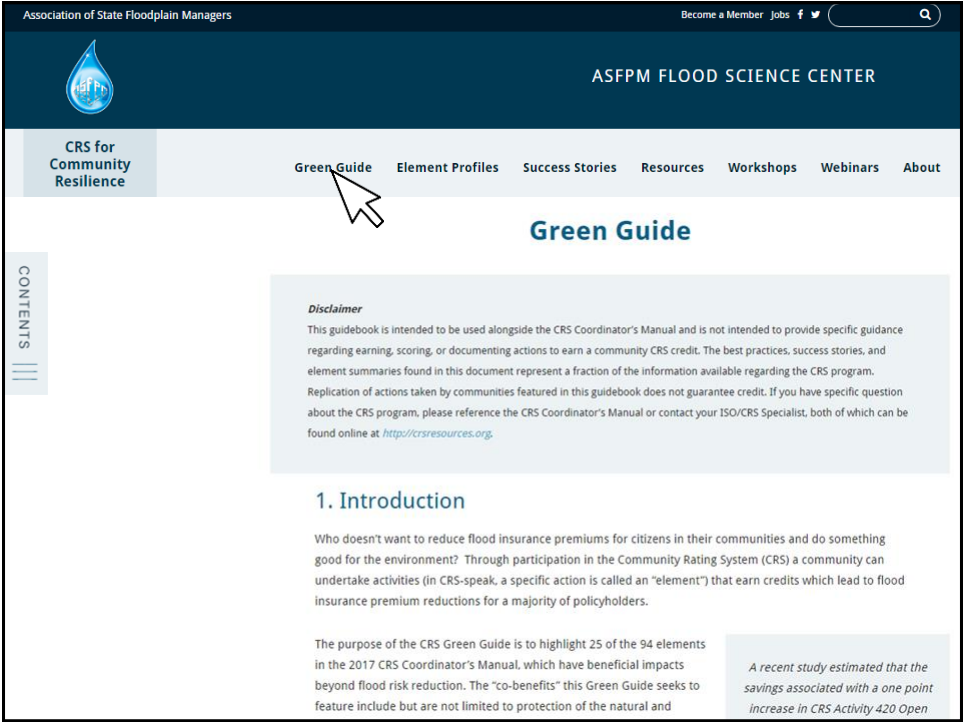 Association of State Floodplain Managers
Become a Member Jobs
ASFPM
ASFPM FLOOD SCIENCE CENTER
CRS for
Community
Resilience
Green Guide Element Profiles Success Stories Resources Workshops Webinars About
Green Guide
CONTENTS
Disclaimer
This guidebook is intended to be used alongside the CRS Coordinator's Manual and is not intended to provide specific guidance
regarding earning, scoring, or documenting actions to earn a community CRS credit. The best practices, success stories, and
element summaries found in this document represent a fraction of the information available regarding the CRS program.
Replication of actions taken by communities featured in this guidebook does not guarantee credit. If you have specific question
about the CRS program, please reference the CRS Coordinator's Manual or contact your ISO/CRS Specialist, both of which can be
found online at http://crsresources.org.
1. Introduction
Who doesn't want to reduce flood insurance premiums for citizens in their communities and do something
good for the environment? Through participation in the Community Rating System (CRS) a community can
undertake activities (in CRS-speak, a specific action is called an "element") that earn credits which lead to flood
insurance premium reductions for a majority of policyholders.
The purpose of the CRS Green Guide is to highlight 25 of the 94 elements
in the 2017 CRS Coordinator's Manual, which have beneficial impacts
beyond flood risk reduction. The "co-benefits" this Green Guide seeks to
feature include but are not limited to protection of the natural and
A recent study estimated that the
savings associated with a one point
increase in CRS Activity 420 Open